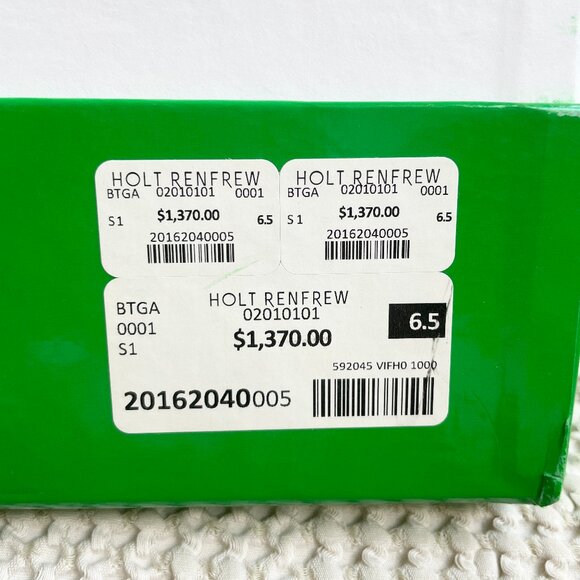 HOLT RENFREW
BTGA 02010101 0001
S1 $1,370.00 6.5
20162040005
HOLT RENFREW
BTGA 02010101 0001
S1 $1,370.00 6.5
20162040005
BTGA HOLT RENFREW
0001 02010101
S1 $1,370.00 6.5
592045 VIFH0 1000
20162040005